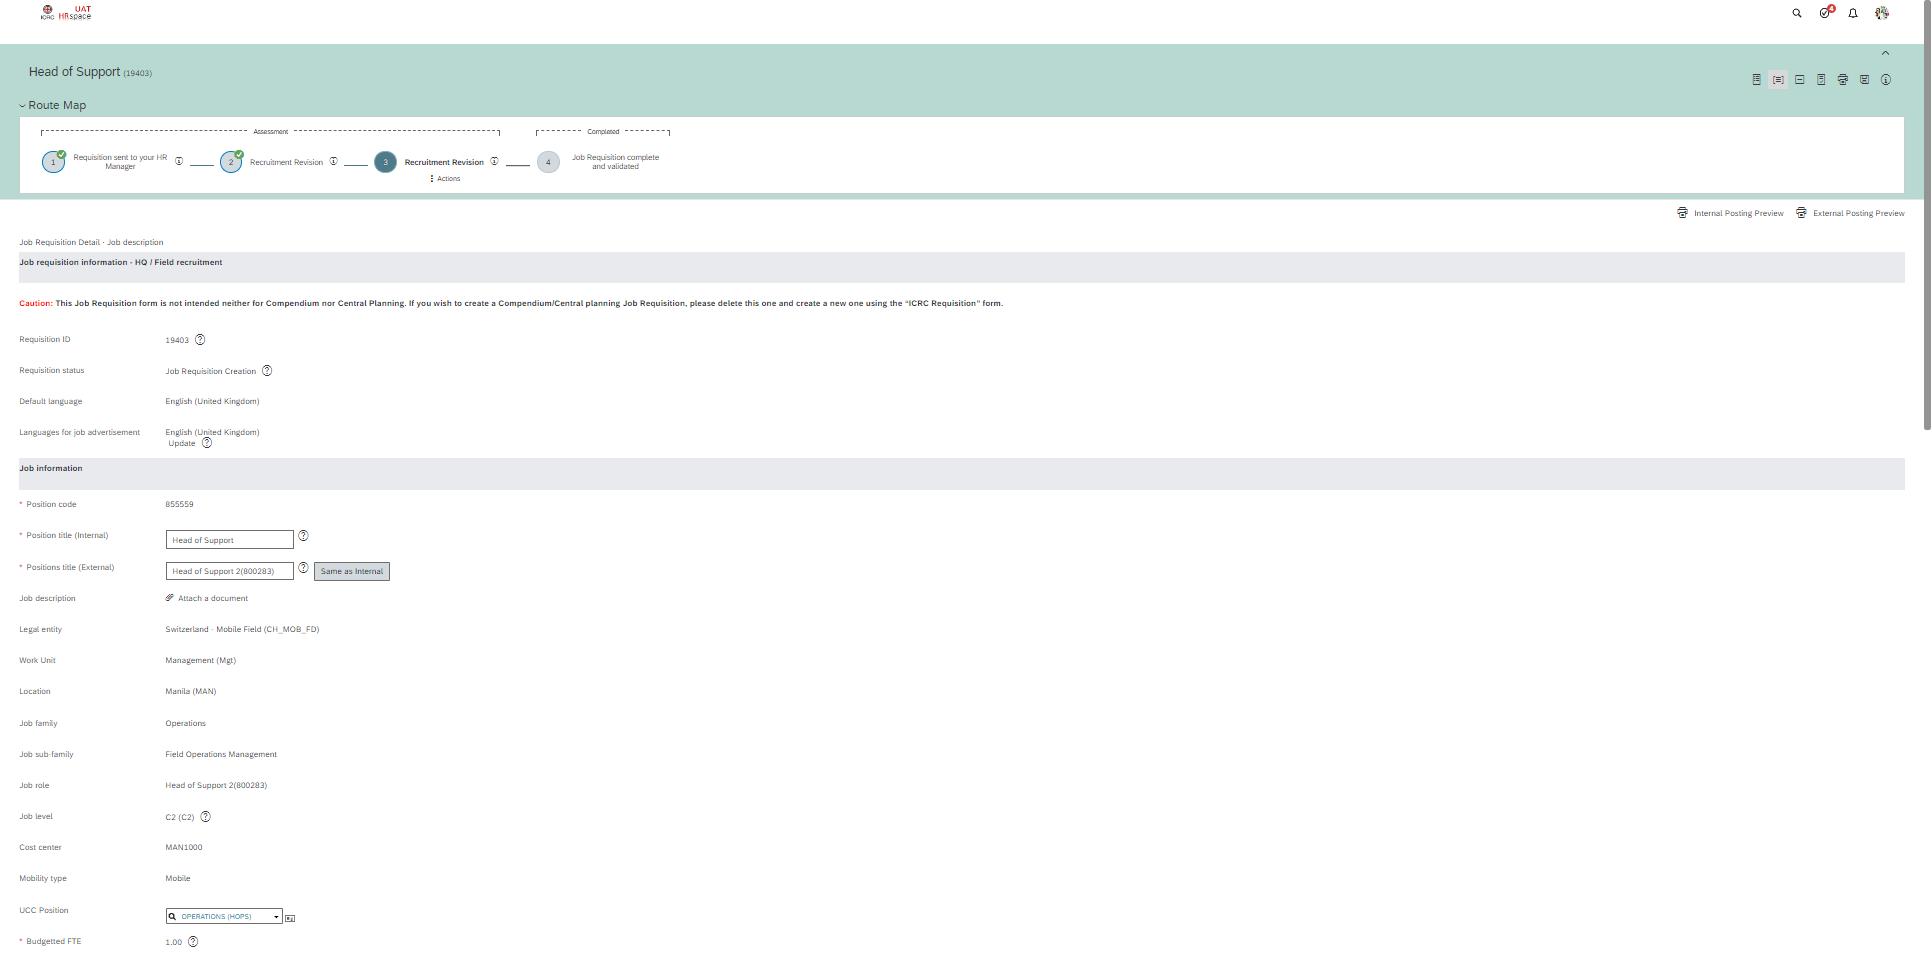 ICRC
UAT
HRspace
4
Head of Support (19403)
Route Map
Assessment
Completed
1
Requisition sent to your HR
Manager
2
Recruitment Revision
3
Recruitment Revision
Actions
4
Job Requisition complete
and validated
Internal Posting Preview
External Posting Preview
Job Requisition Detail - Job description
Job requisition information - HQ / Field recruitment
Caution: This Job Requisition form is not intended neither for Compendium nor Central Planning. If you wish to create a Compendium/Central planning Job Requisition, please delete this one and create a new one using the “ICRC Requisition” form.
Requisition ID 19403
Requisition status Job Requisition Creation
Default language English (United Kingdom)
Languages for job advertisement English (United Kingdom)
Update
Job information
* Position code 855559
* Position title (Internal) Head of Support
* Positions title (External) Head of Support 2(800283) Same as Internal
Job description Attach a document
Legal entity Switzerland - Mobile Field (CH_MOB_FD)
Work Unit Management (Mgt)
Location Manila (MAN)
Job family Operations
Job sub-family Field Operations Management
Job role Head of Support 2(800283)
Job level C2 (C2)
Cost center MAN1000
Mobility type Mobile
UCC Position OPERATIONS (HOPS)
* Budgetted FTE 1.00